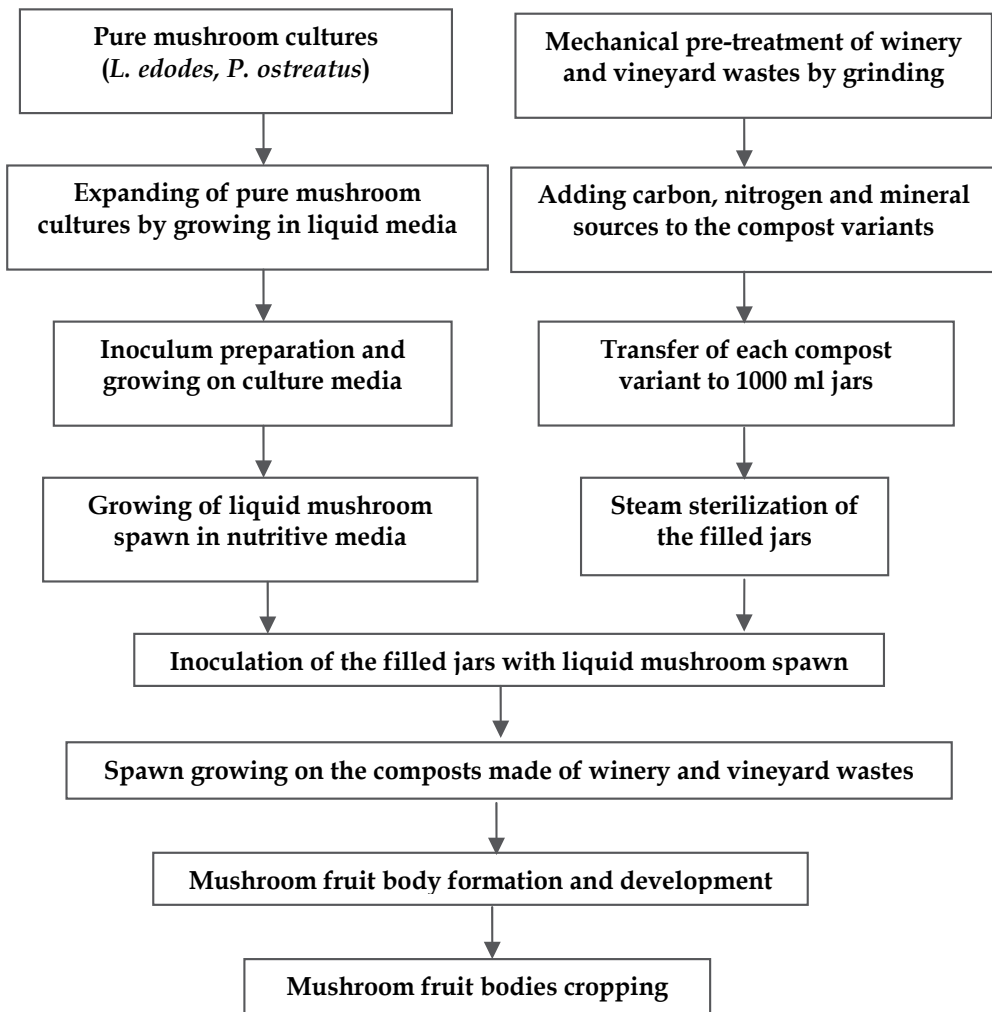 Pure mushroom cultures
(L. edodes, P. ostreatus)
Mechanical pre-treatment of winery
and vineyard wastes by grinding
Expanding of pure mushroom
cultures by growing in liquid media
Adding carbon, nitrogen and mineral
sources to the compost variants
Inoculum preparation and
growing on culture media
Transfer of each compost
variant to 1000 ml jars
Growing of liquid mushroom
spawn in nutritive media
Steam sterilization of
the filled jars
Inoculation of the filled jars with liquid mushroom spawn
Spawn growing on the composts made of winery and vineyard wastes
Mushroom fruit body formation and development
Mushroom fruit bodies cropping